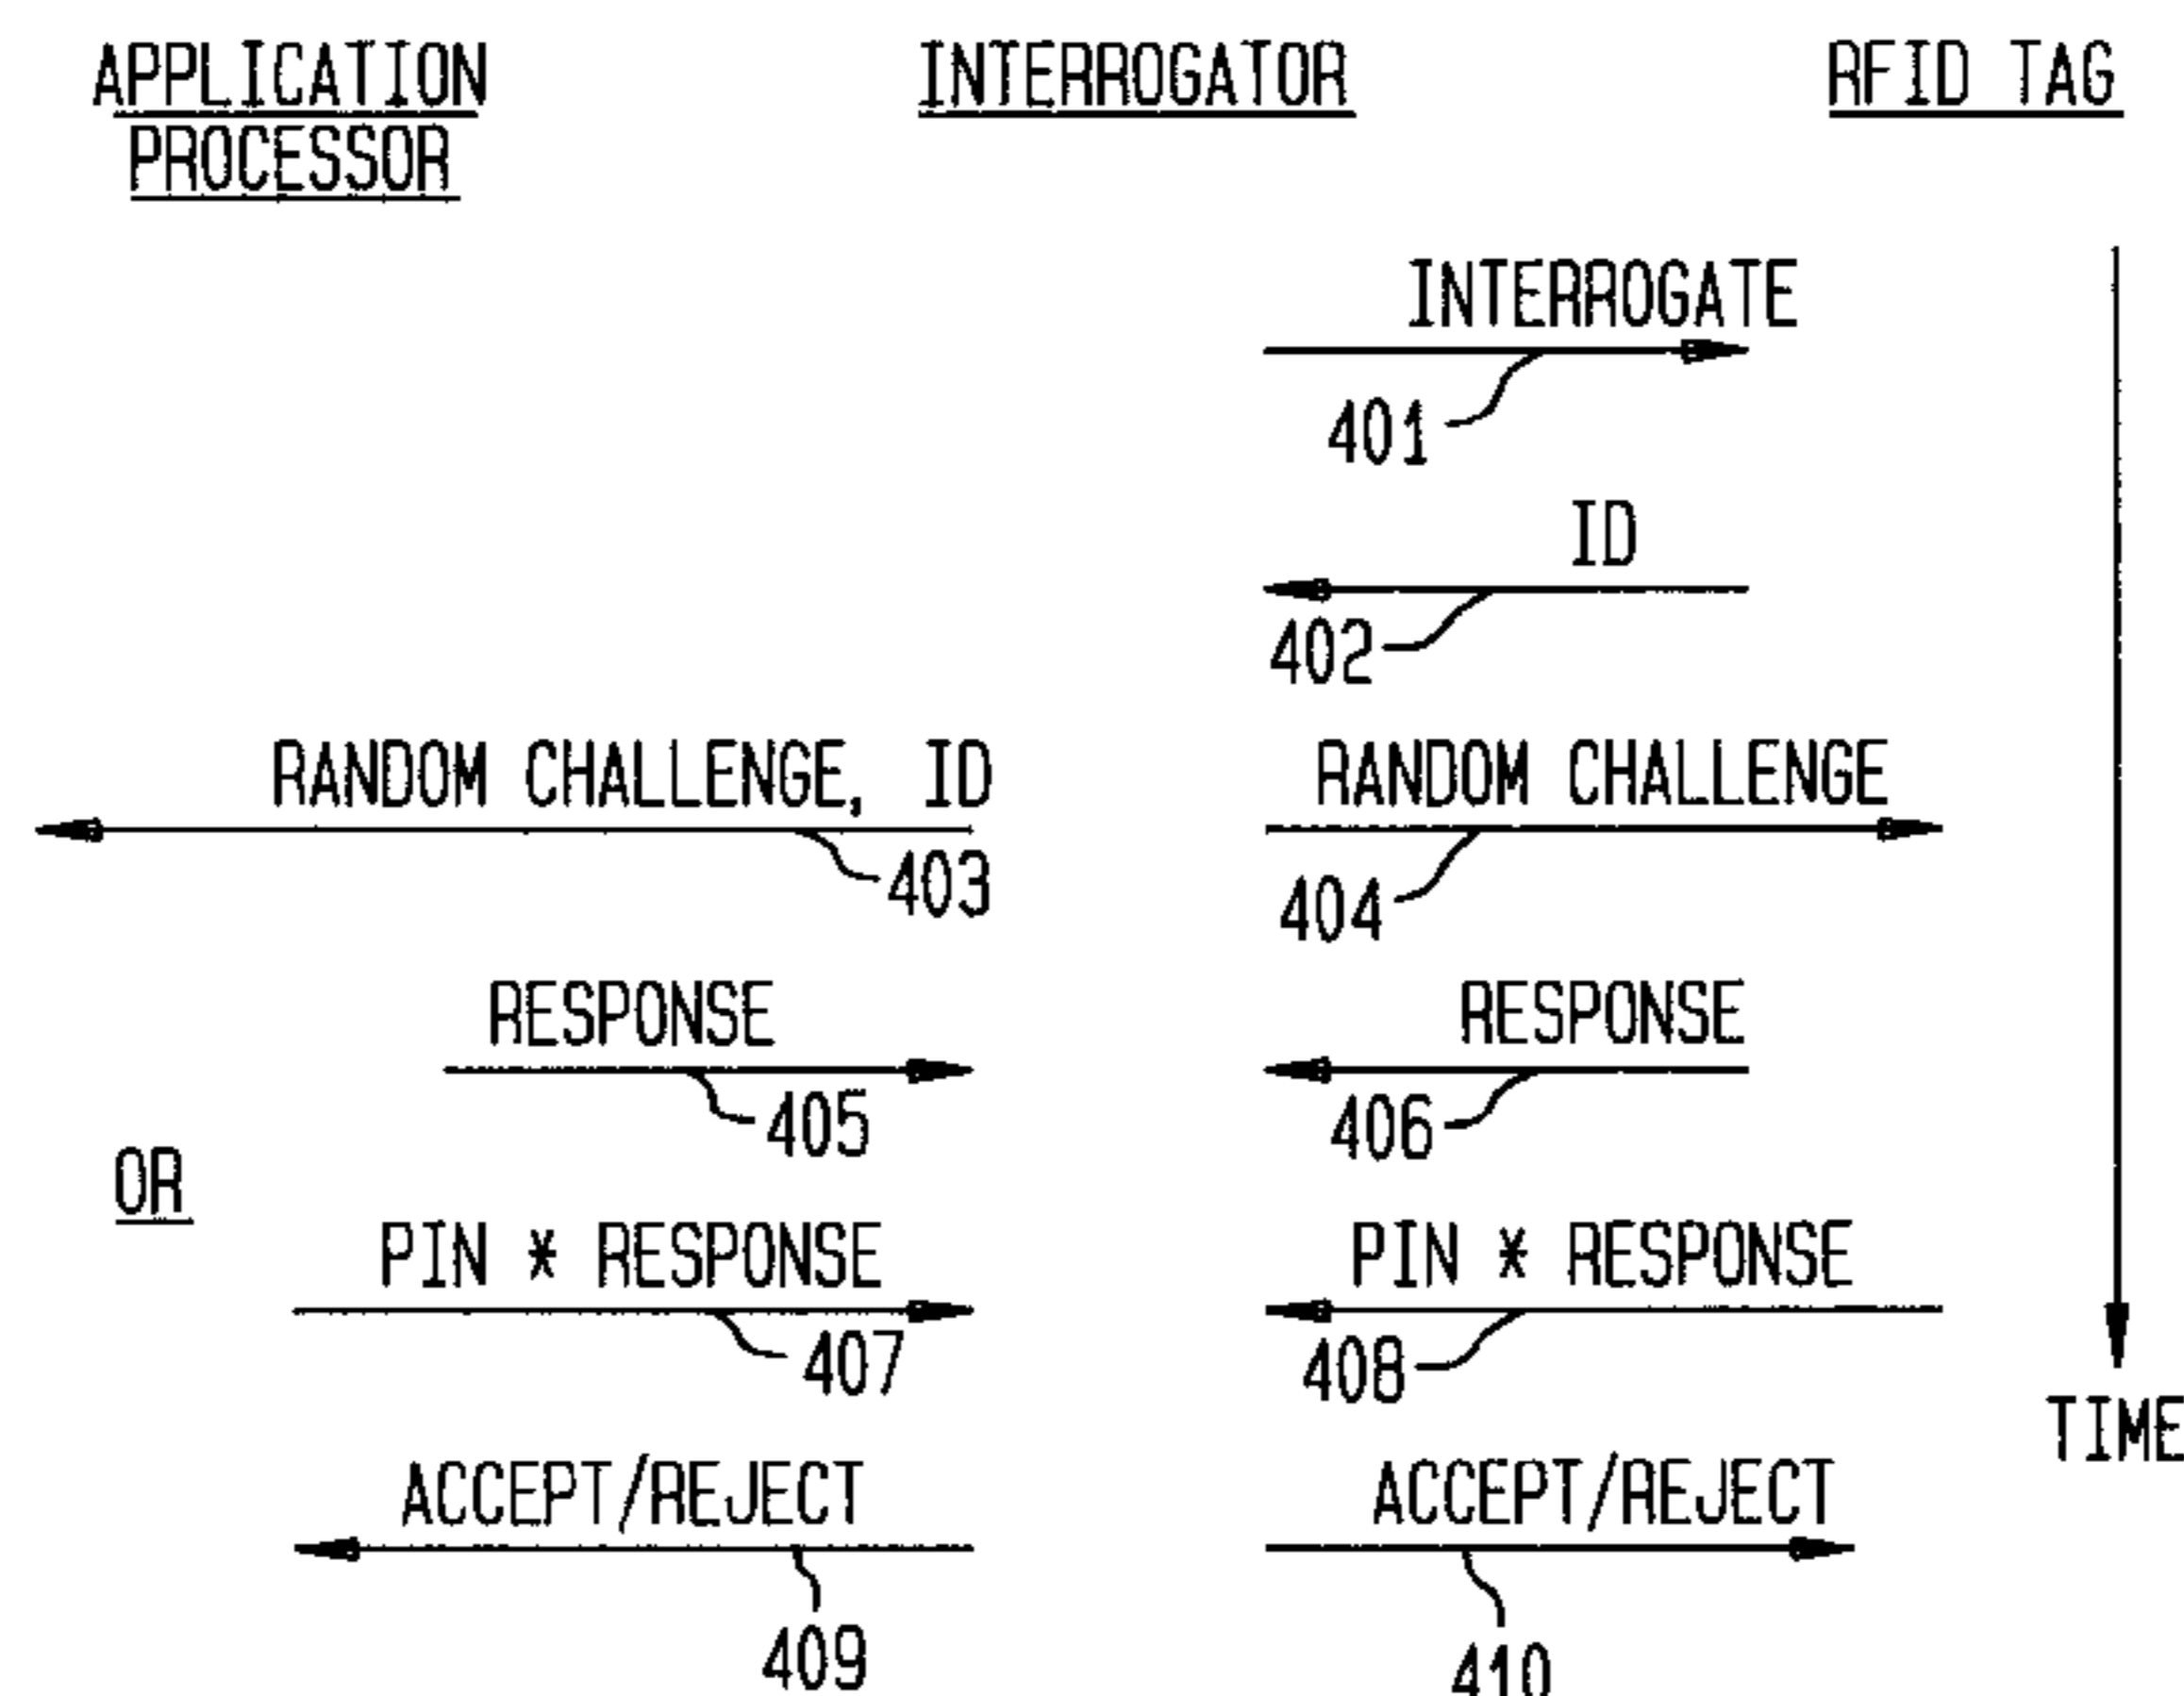 APPLICATION
PROCESSOR
INTERROGATOR
RFID TAG
INTERROGATE
401
ID
402
RANDOM CHALLENGE, ID
RANDOM CHALLENGE
403
404
RESPONSE
RESPONSE
405
406
OR
PIN * RESPONSE
PIN * RESPONSE
407
408
TIME
ACCEPT/REJECT
ACCEPT/REJECT
409
410